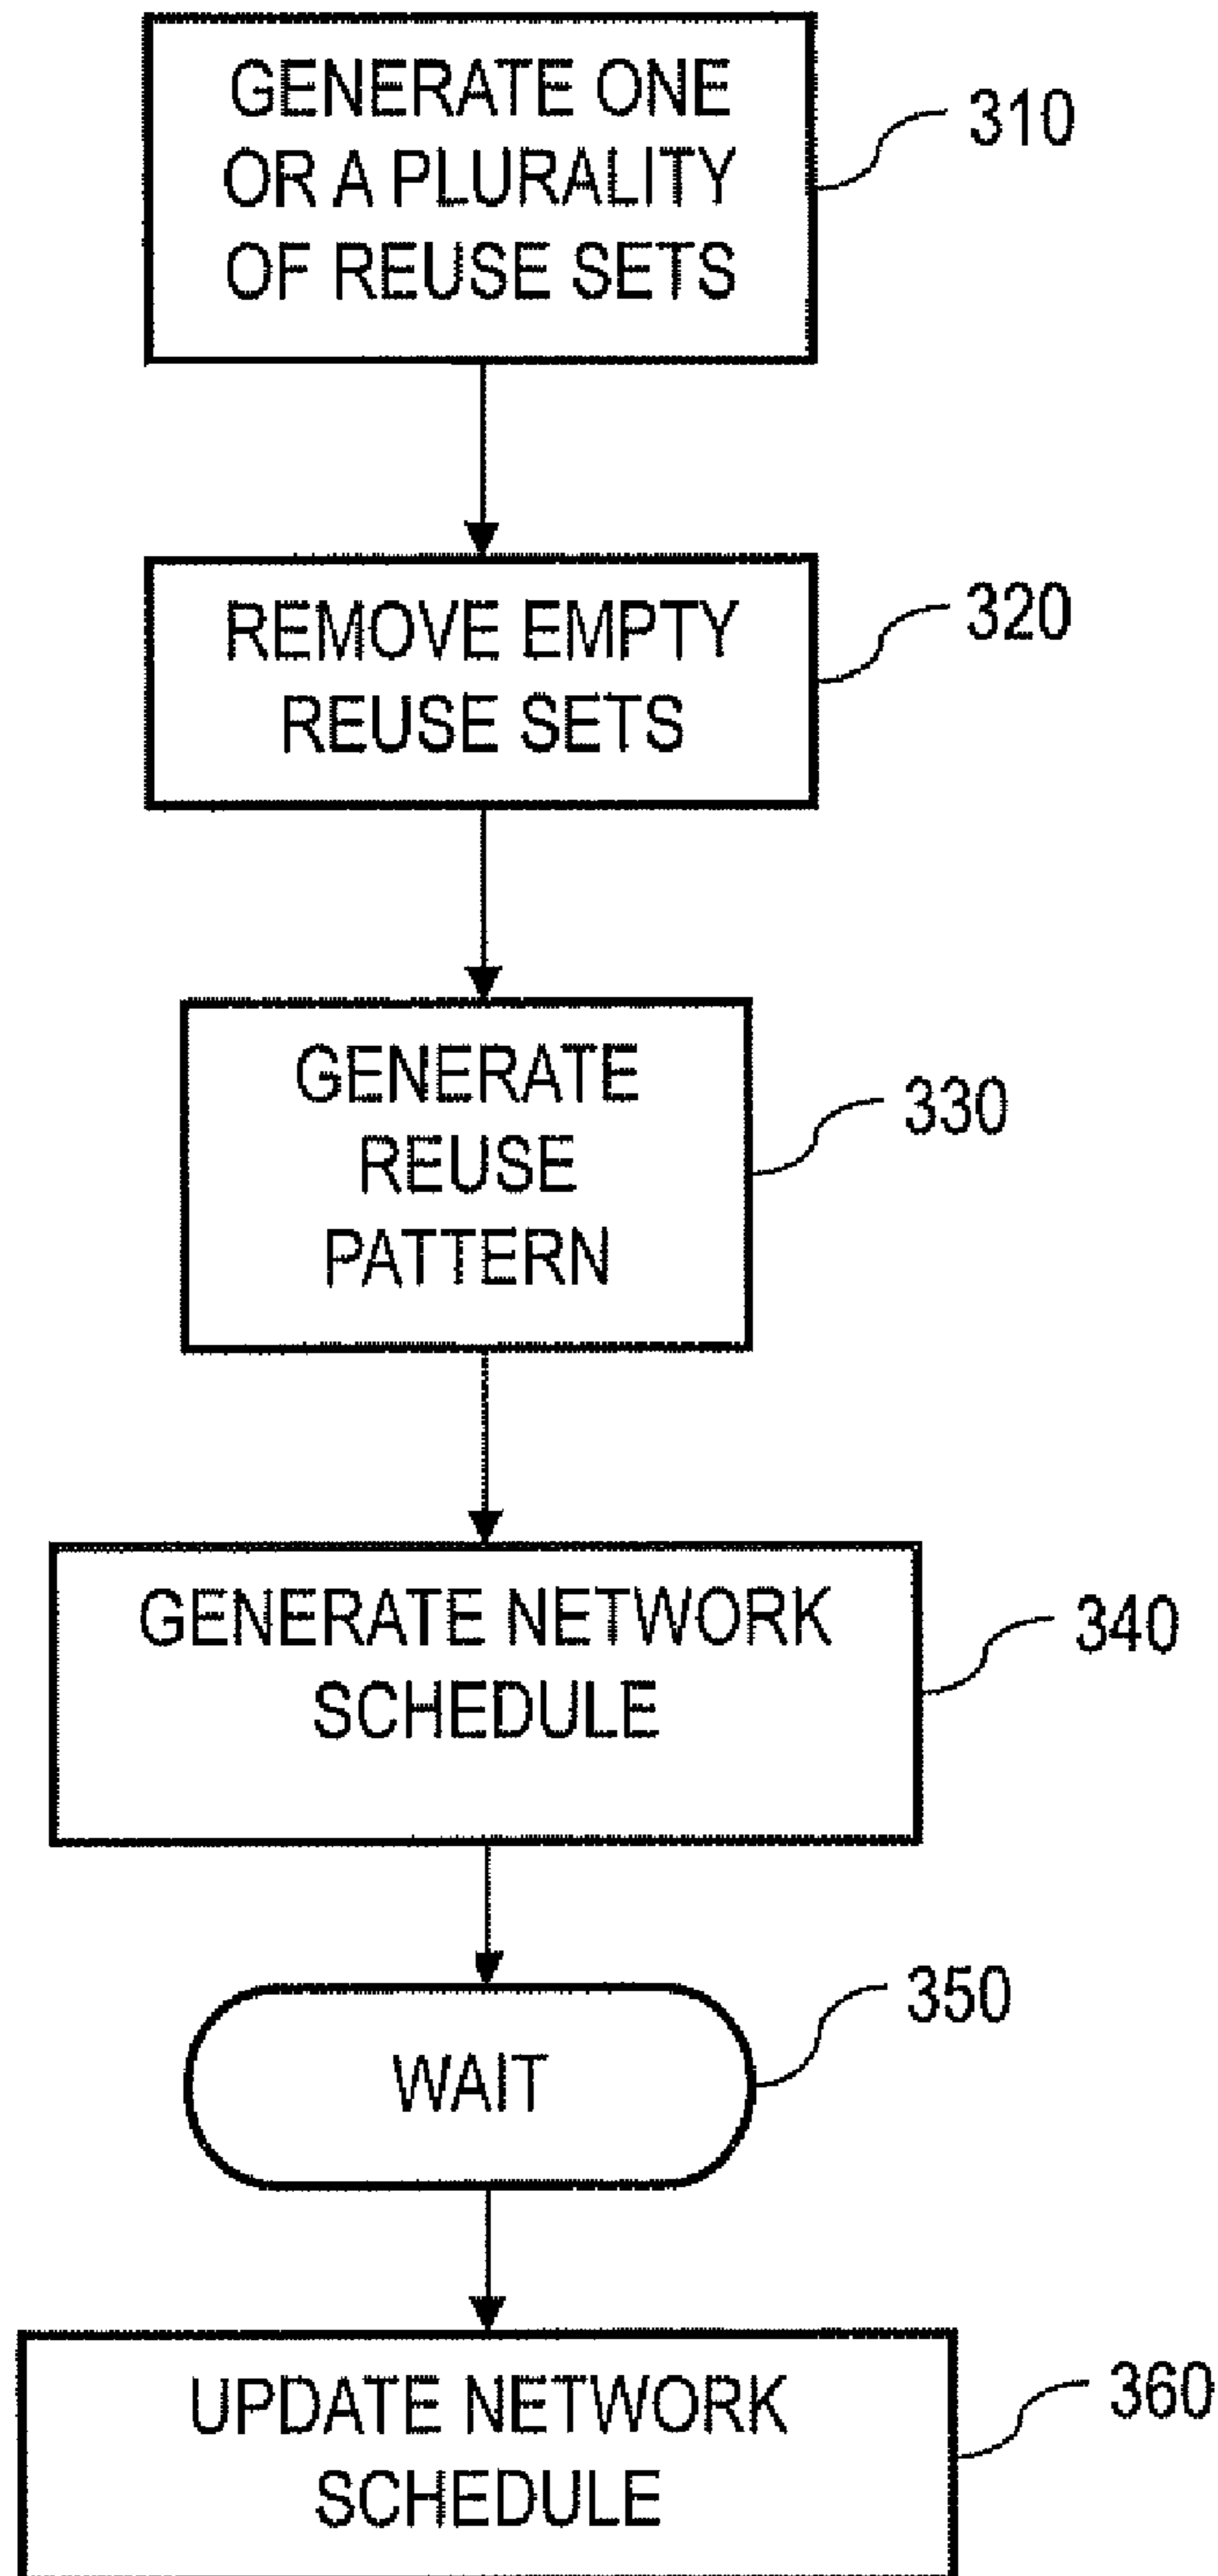 GENERATE ONE
OR A PLURALITY
OF REUSE SETS
310
REMOVE EMPTY
REUSE SETS
320
GENERATE
REUSE
PATTERN
330
GENERATE NETWORK
SCHEDULE
340
WAIT
350
UPDATE NETWORK
SCHEDULE
360